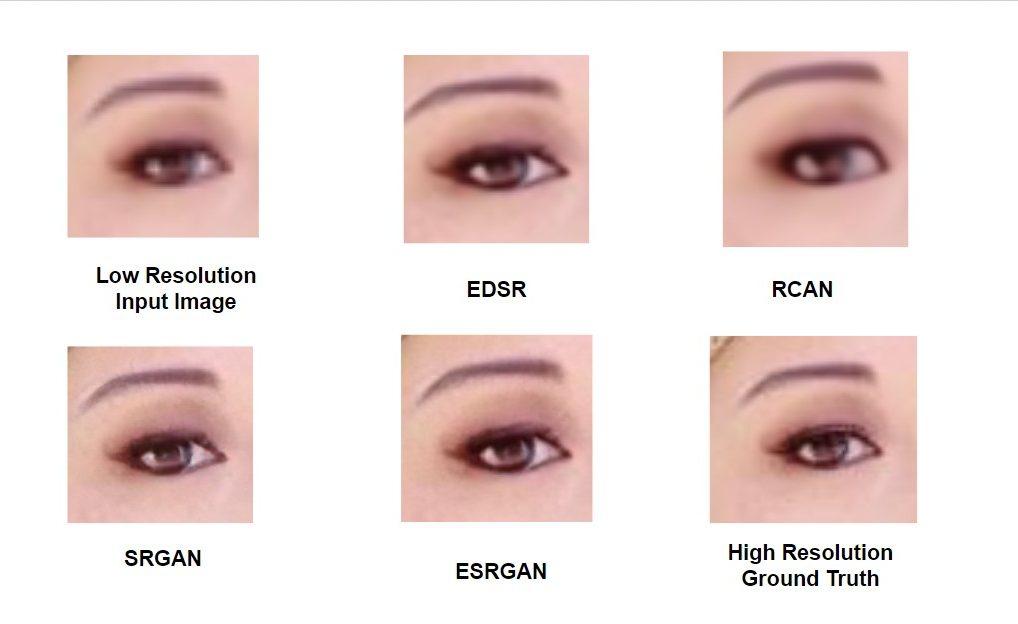 Low Resolution
Input Image
EDSR
RCAN
SRGAN
ESRGAN
High Resolution
Ground Truth